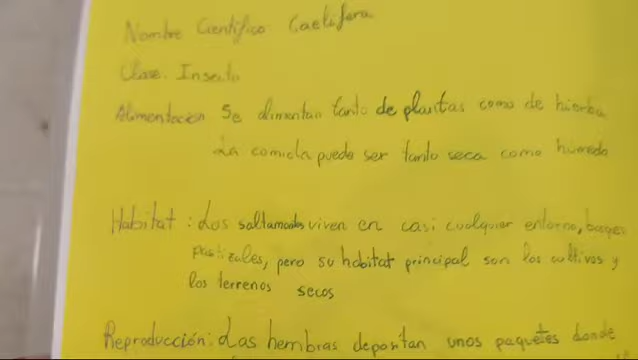 Nombre Científico: Caelifera
Clase: Insecto
Alimentacion Se alimentan tanto de plantas como de hierba
La comida puede ser tanto seca como humeda
Habitat: Los saltamontes viven en casi cualquier entorno, bosques
pastizales, pero su habitat principal son los cultivos y
los terrenos secos
Reproducción: Las hembras depositan unos paquetes donde